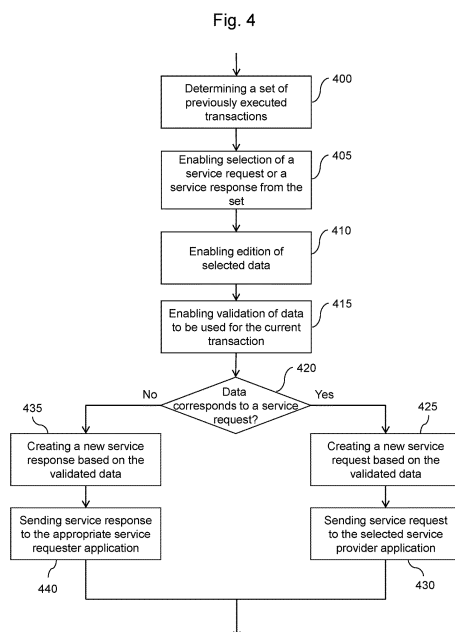 Fig. 4
Determining a set of
previously executed
transactions
400
Enabling selection of a
service request or a
service response from the
set
405
Enabling edition of
selected data
410
Enabling validation of data
to be used for the current
transaction
415
Data
corresponds to a service
request?
420
No
Yes
435
Creating a new service
response based on the
validated data
425
Creating a new service
request based on the
validated data
Sending service response
to the appropriate service
requester application
440
Sending service request
to the selected service
provider application
430